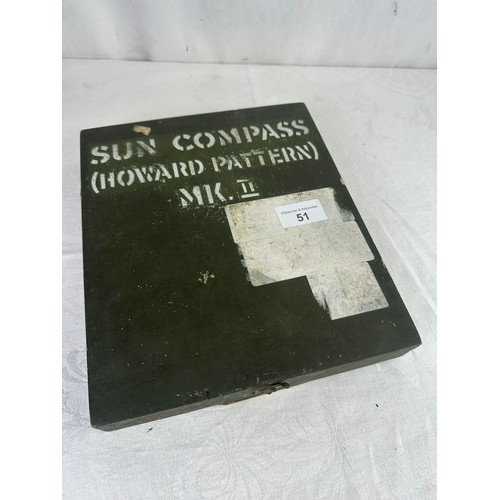 SUN COMPASS
(HOWARD PATTERN)
MK. II
51